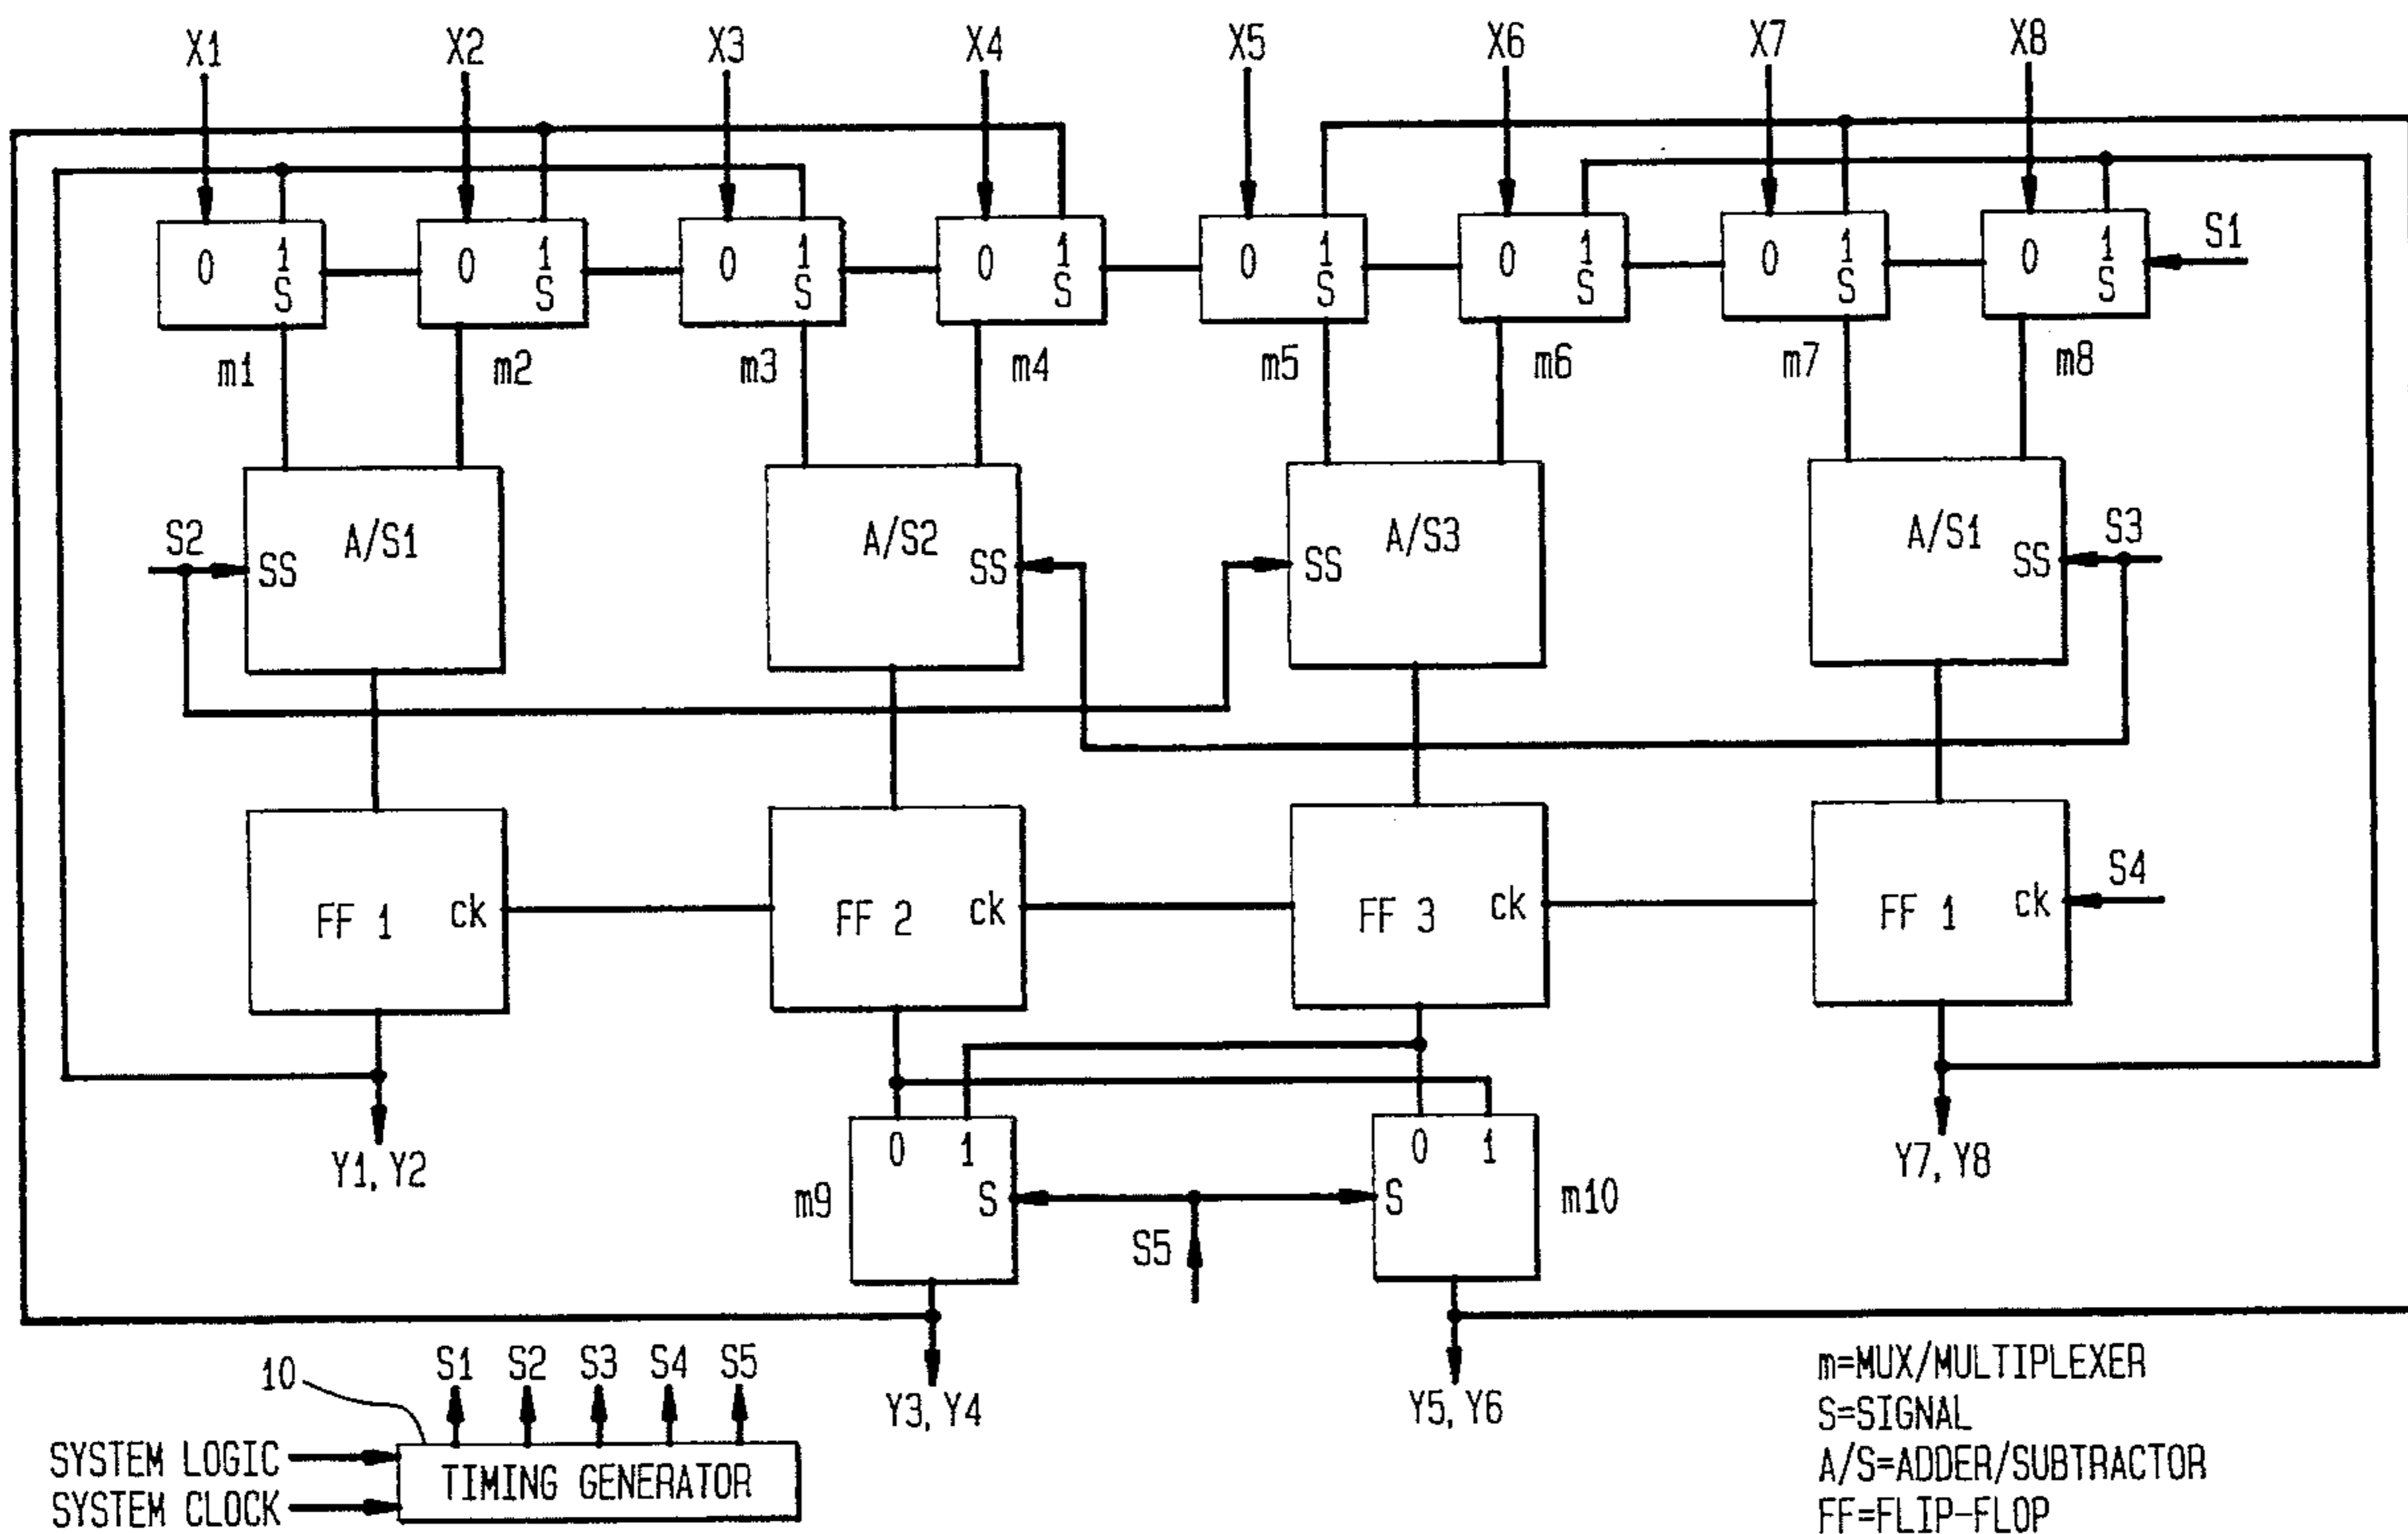 X1 X2 X3 X4 X5 X6 X7 X8
0 1 0 1 0 1 0 1 0 1 0 1 0 1 0 1 S1
S S S S S S S S
m1 m2 m3 m4 m5 m6 m7 m8
S2 A/S1 A/S2 A/S3 A/S1 S3
SS SS SS SS
FF 1 ck FF 2 ck FF 3 ck FF 1 ck S4
Y1, Y2 0 1 0 1 Y7, Y8
m9 S S m10
S5
10 S1 S2 S3 S4 S5
Y3, Y4 Y5, Y6
SYSTEM LOGIC
SYSTEM CLOCK
TIMING GENERATOR
m=MUX/MULTIPLEXER
S=SIGNAL
A/S=ADDER/SUBTRACTOR
FF=FLIP-FLOP